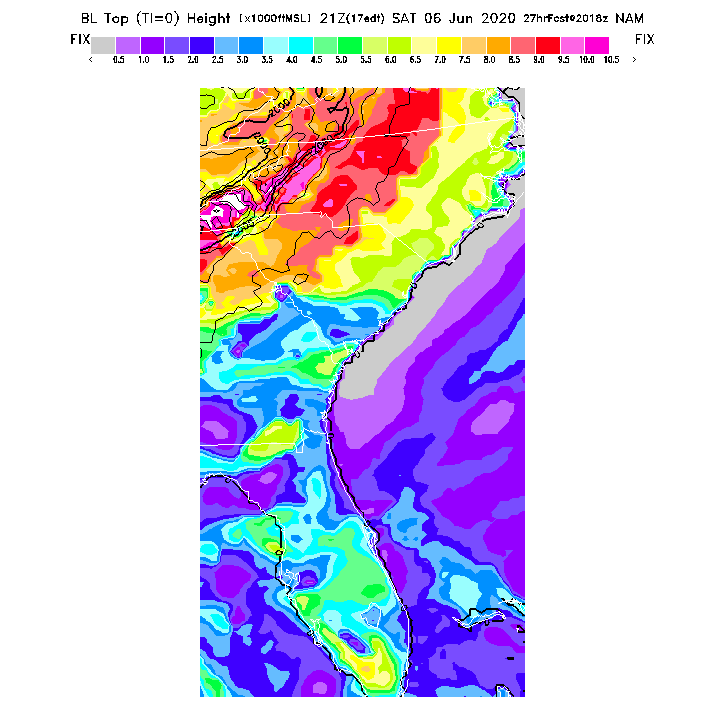 BL Top (TI=0) Height [x1000ftMSL] 21Z(17edt) SAT 06 Jun 2020 27hrFcst@2018z NAM
FIX FIX
< 0.5 1.0 1.5 2.0 2.5 3.0 3.5 4.0 4.5 5.0 5.5 6.0 6.5 7.0 7.5 8.0 8.5 9.0 9.5 10.0 10.5 >
2000
2000